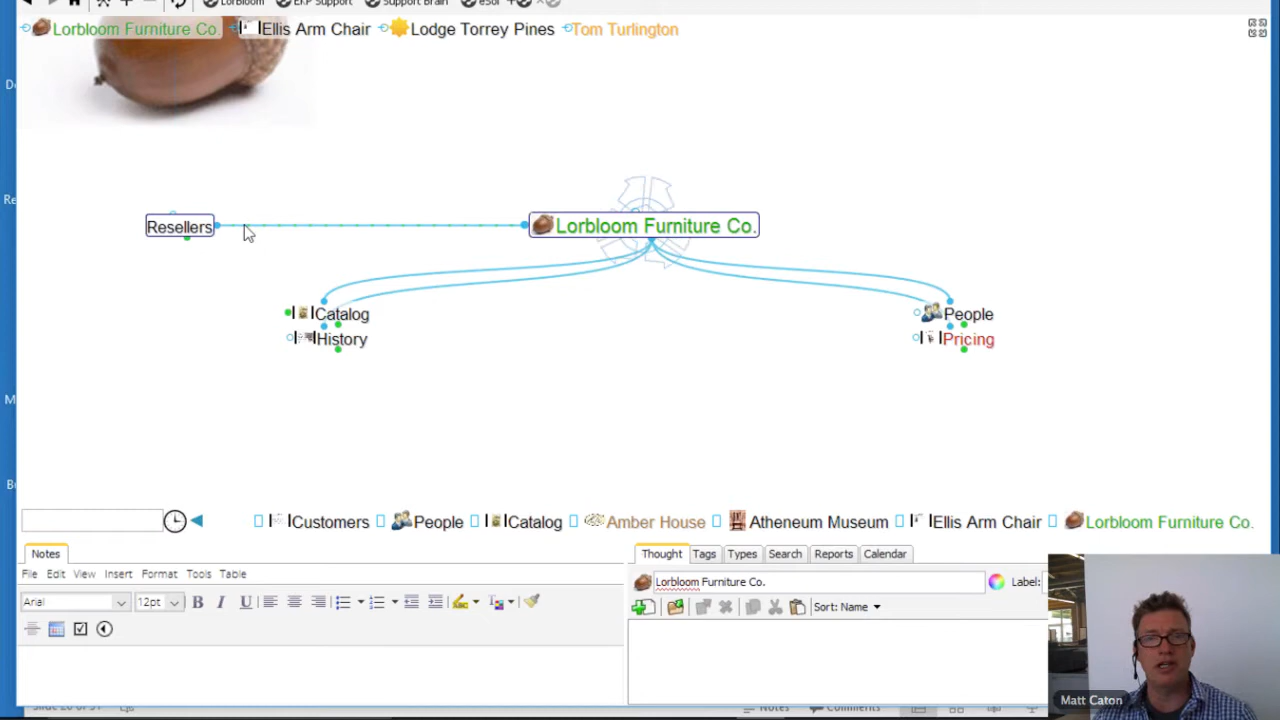 Lorbloom EKP Support Support Brain eSol
Lorbloom Furniture Co. Ellis Arm Chair Lodge Torrey Pines Tom Turlington
Resellers
Lorbloom Furniture Co.
Catalog
History
People
Pricing
Customers People Catalog Amber House Atheneum Museum Ellis Arm Chair Lorbloom Furniture Co.
Notes
File Edit View Insert Format Tools Table
Arial 12pt B I U
Thought Tags Types Search Reports Calendar
Lorbloom Furniture Co. Label:
Sort: Name
Matt Caton
Notes Comments